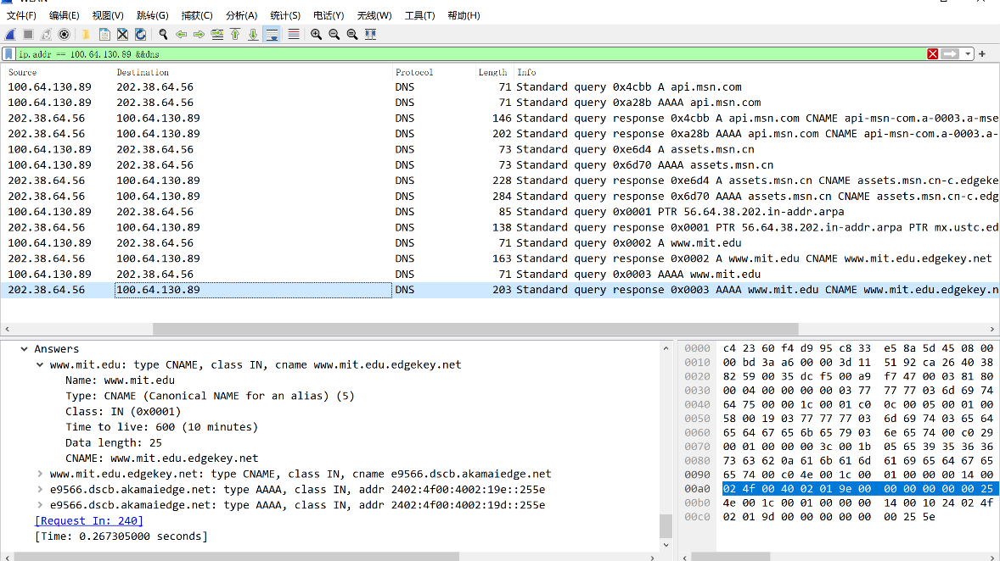 WLAN
文件(F) 编辑(E) 视图(V) 跳转(G) 捕获(C) 分析(A) 统计(S) 电话(Y) 无线(W) 工具(T) 帮助(H)
ip.addr == 100.64.130.89 &&dns
Source Destination Protocol Length Info
100.64.130.89 202.38.64.56 DNS 71 Standard query 0x4cbb A api.msn.com
100.64.130.89 202.38.64.56 DNS 71 Standard query 0xa28b AAAA api.msn.com
202.38.64.56 100.64.130.89 DNS 146 Standard query response 0x4cbb A api.msn.com CNAME api-msn-com.a-0003.a-mse
202.38.64.56 100.64.130.89 DNS 202 Standard query response 0xa28b AAAA api.msn.com CNAME api-msn-com.a-0003.a-
100.64.130.89 202.38.64.56 DNS 73 Standard query 0xe6d4 A assets.msn.cn
100.64.130.89 202.38.64.56 DNS 73 Standard query 0x6d70 AAAA assets.msn.cn
202.38.64.56 100.64.130.89 DNS 228 Standard query response 0xe6d4 A assets.msn.cn CNAME assets.msn.cn-c.edgeke
202.38.64.56 100.64.130.89 DNS 284 Standard query response 0x6d70 AAAA assets.msn.cn CNAME assets.msn.cn-c.edg
100.64.130.89 202.38.64.56 DNS 85 Standard query 0x0001 PTR 56.64.38.202.in-addr.arpa
202.38.64.56 100.64.130.89 DNS 138 Standard query response 0x0001 PTR 56.64.38.202.in-addr.arpa PTR mx.ustc.ed
100.64.130.89 202.38.64.56 DNS 71 Standard query 0x0002 A www.mit.edu
202.38.64.56 100.64.130.89 DNS 163 Standard query response 0x0002 A www.mit.edu CNAME www.mit.edu.edgekey.net
100.64.130.89 202.38.64.56 DNS 71 Standard query 0x0003 AAAA www.mit.edu
202.38.64.56 100.64.130.89 DNS 203 Standard query response 0x0003 AAAA www.mit.edu CNAME www.mit.edu.edgekey.n
Answers
www.mit.edu: type CNAME, class IN, cname www.mit.edu.edgekey.net
Name: www.mit.edu
Type: CNAME (Canonical NAME for an alias) (5)
Class: IN (0x0001)
Time to live: 600 (10 minutes)
Data length: 25
CNAME: www.mit.edu.edgekey.net
www.mit.edu.edgekey.net: type CNAME, class IN, cname e9566.dscb.akamaiedge.net
e9566.dscb.akamaiedge.net: type AAAA, class IN, addr 2402:4f00:4002:19e::255e
e9566.dscb.akamaiedge.net: type AAAA, class IN, addr 2402:4f00:4002:19d::255e
[Request In: 240]
[Time: 0.267305000 seconds]
0000 c4 23 60 f4 d9 95 c8 33 e5 8a 5d 45 08 00
0010 00 bd 3a a6 00 00 3d 11 51 92 ca 26 40 38
0020 82 59 00 35 dc f5 00 a9 f7 47 00 03 81 80
0030 00 04 00 00 00 00 03 77 77 77 03 6d 69 74
0040 64 75 00 00 1c 00 01 c0 0c 00 05 00 01 00
0050 58 00 19 03 77 77 77 03 6d 69 74 03 65 64
0060 65 64 67 65 6b 65 79 03 6e 65 74 00 c0 29
0070 00 01 00 00 00 3c 00 1b 05 65 39 35 36 36
0080 73 63 62 0a 61 6b 61 6d 61 69 65 64 67 65
0090 65 74 00 c0 4e 00 1c 00 01 00 00 00 14 00
00a0 02 4f 00 40 02 01 9e 00 00 00 00 00 00 25
00b0 4e 00 1c 00 01 00 00 00 14 00 10 24 02 4f
00c0 02 01 9d 00 00 00 00 00 00 25 5e